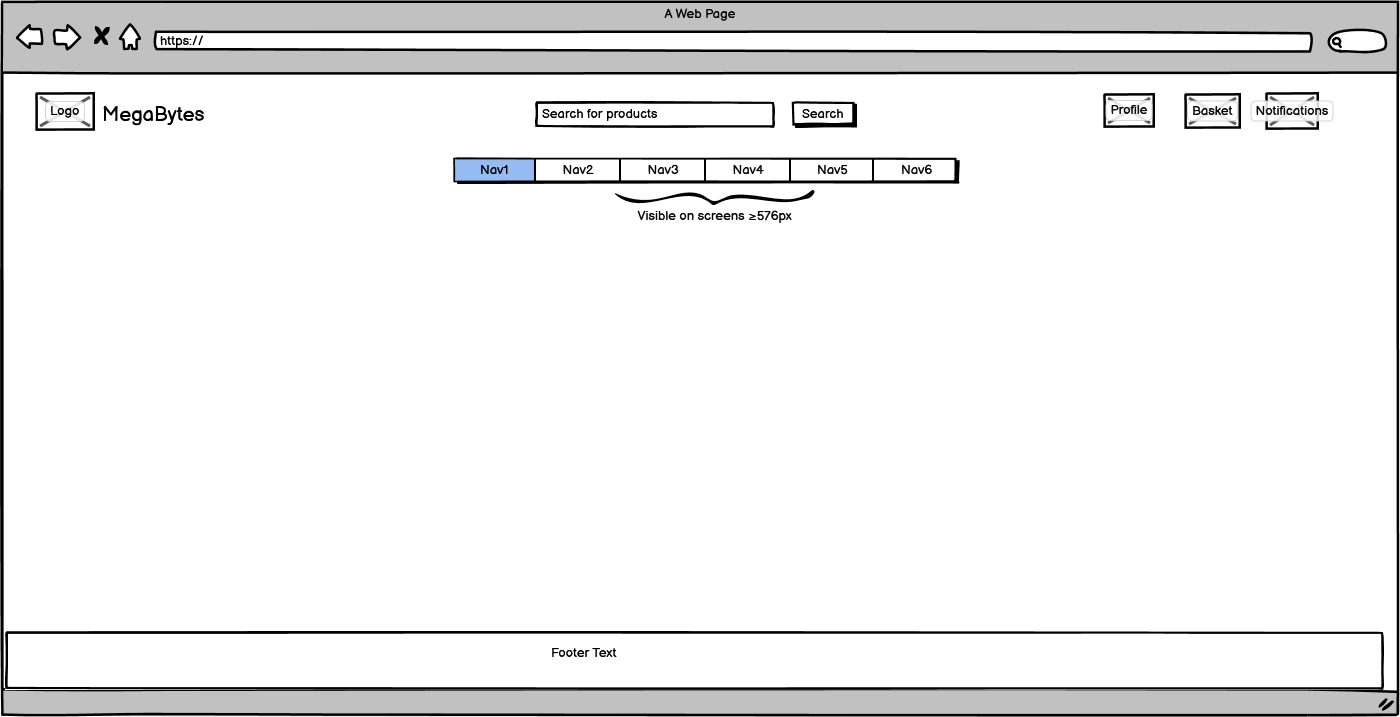 A Web Page
https://
Logo
MegaBytes
Search for products
Search
Profile
Basket
Notifications
Nav1
Nav2
Nav3
Nav4
Nav5
Nav6
Visible on screens ≥576px
Footer Text